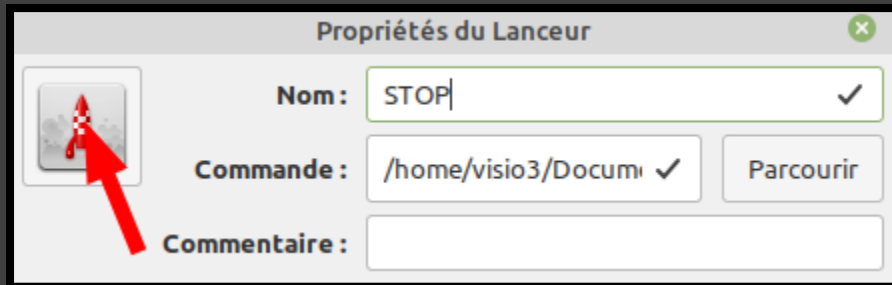 Propriétés du Lanceur
Nom : STOP
Commande : /home/visio3/Docum Parcourir
Commentaire :